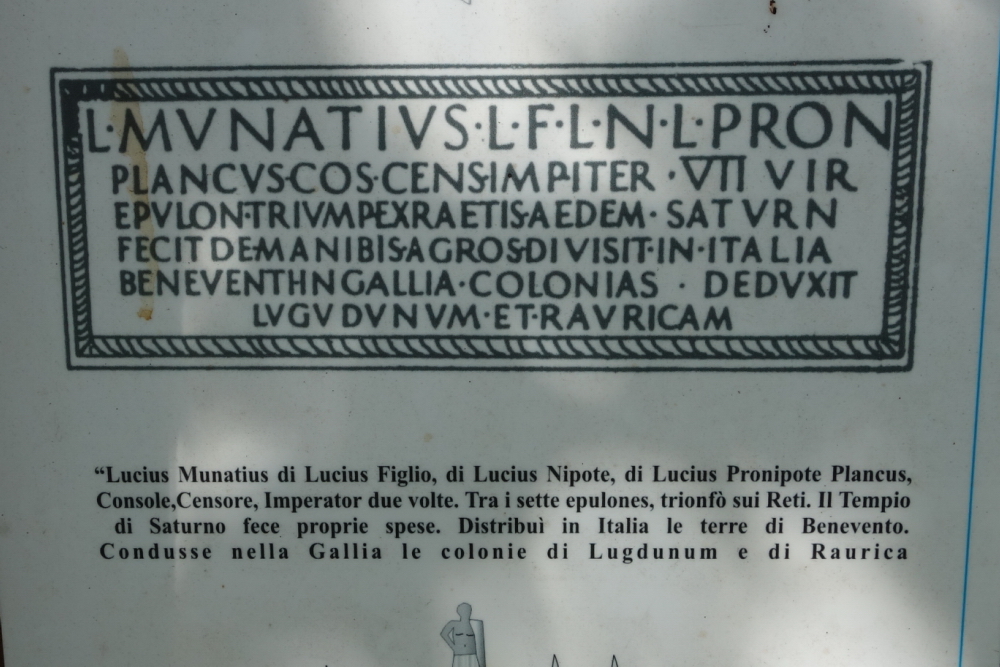 L·MVNATIVS·L·F·L·N·L·PRON
PLANCVS·COS·CENS·IMP·ITER·VII VIR
EPVLON·TRIVMP·EX·RAETIS·AEDEM·SATVRN
FECIT DE·MANIBIS·AGROS·DIVISIT·IN·ITALIA
BENEVENTI·IN GALLIA·COLONIAS·DEDVXIT
LVGVDVNVM·ET·RAVRICAM
“Lucius Munatius di Lucius Figlio, di Lucius Nipote, di Lucius Pronipote Plancus,
Console,Censore, Imperator due volte. Tra i sette epulones, trionfò sui Reti. Il Tempio
di Saturno fece proprie spese. Distribuì in Italia le terre di Benevento.
Condusse nella Gallia le colonie di Lugdunum e di Raurica